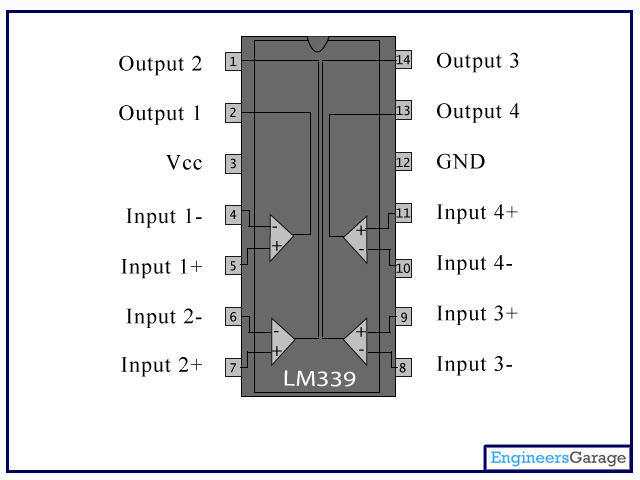 Output 2 1 14 Output 3
Output 1 2 13 Output 4
Vcc 3 12 GND
Input 1- 4 - + 11 Input 4+
Input 1+ 5 + - 10 Input 4-
Input 2- 6 - + 9 Input 3+
Input 2+ 7 + - 8 Input 3-
LM339
EngineersGarage